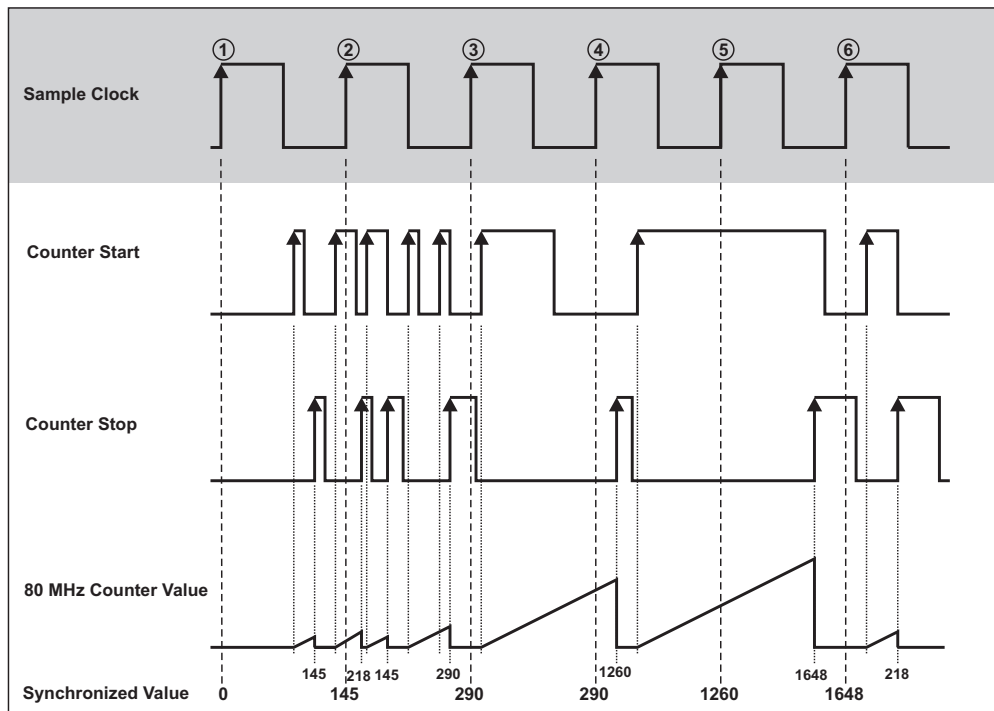 ① ② ③ ④ ⑤ ⑥
Sample Clock
Counter Start
Counter Stop
80 MHz Counter Value
145 218 145 290 1260 1648 218
Synchronized Value 0 145 290 290 1260 1648